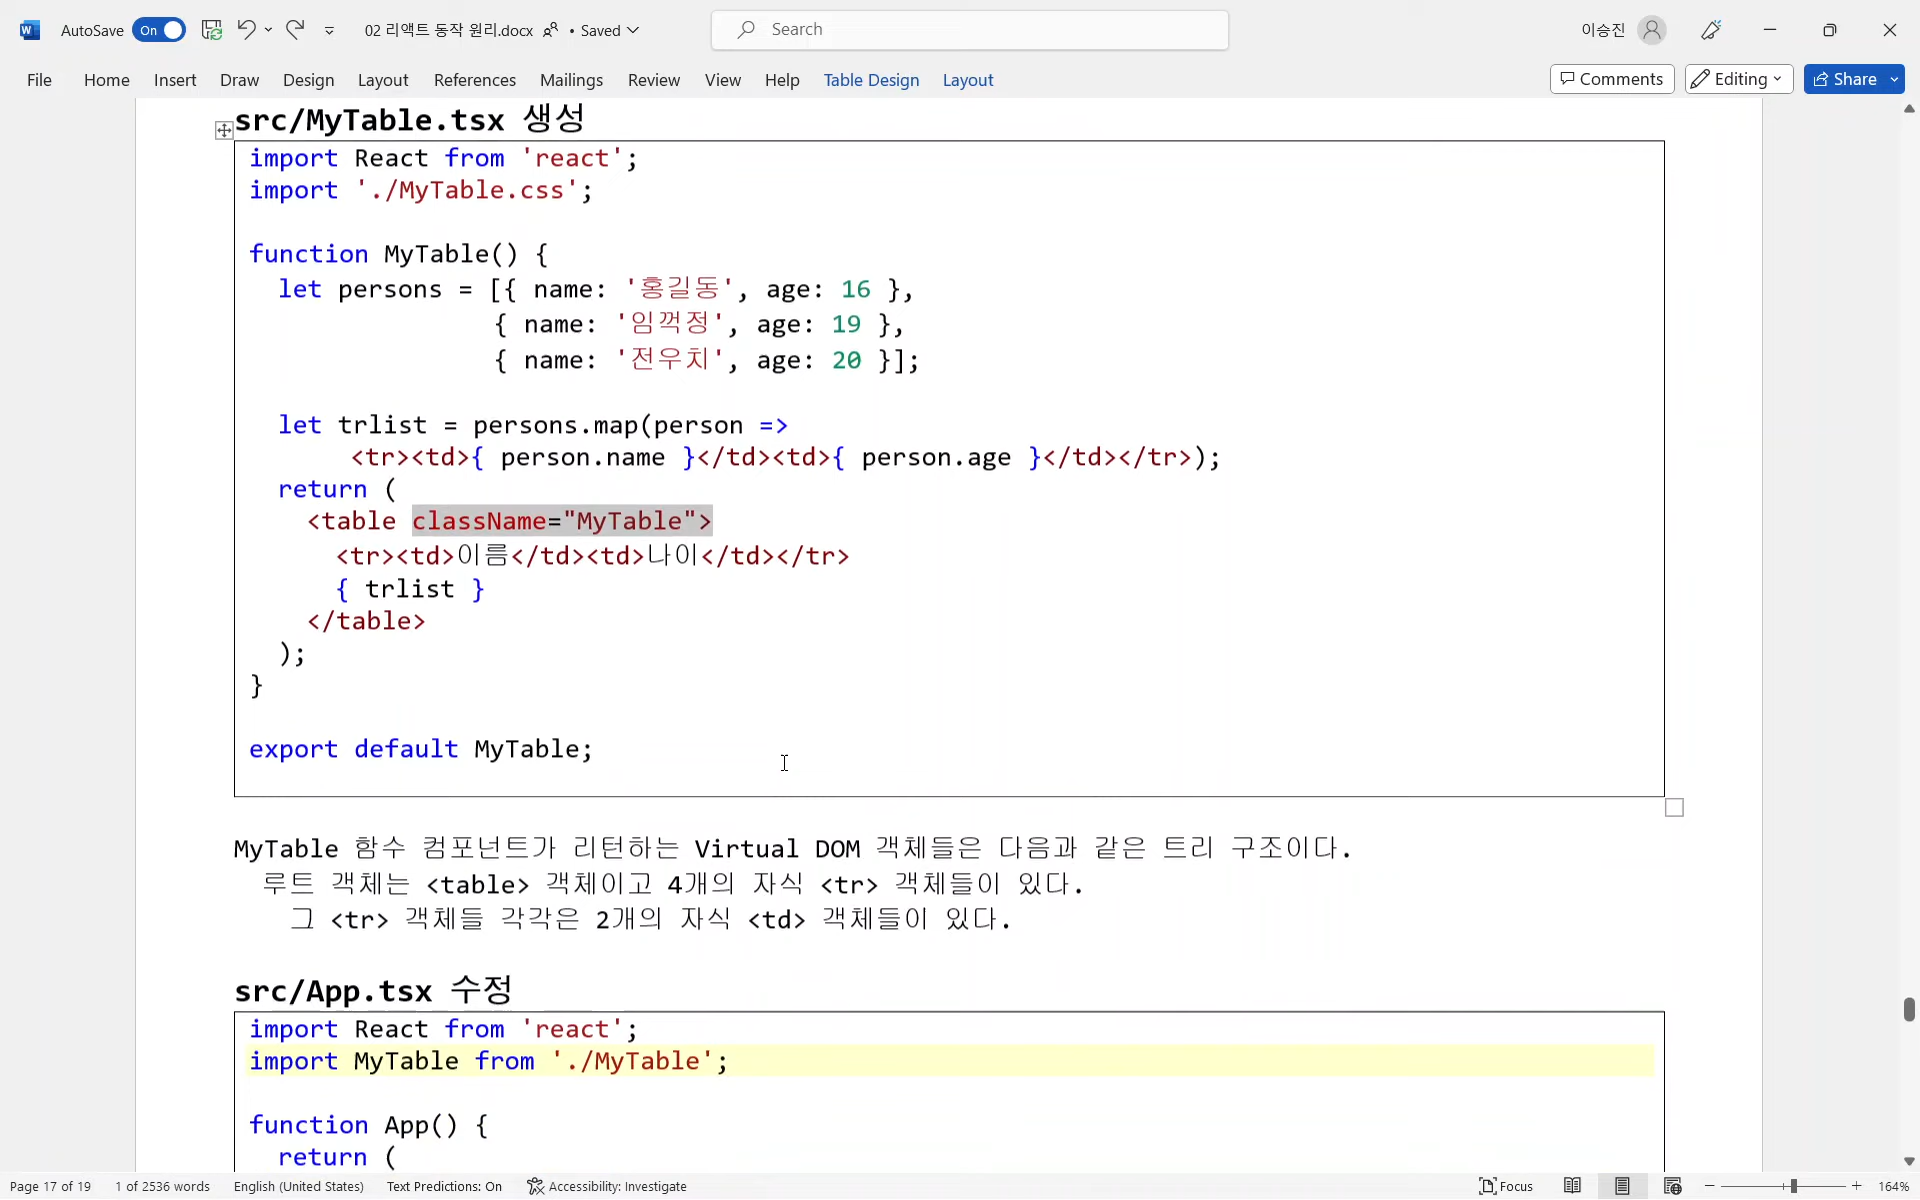 AutoSave On 02 리액트 동작 원리.docx • Saved Search 이승진
File Home Insert Draw Design Layout References Mailings Review View Help Table Design Layout Comments Editing Share
src/MyTable.tsx 생성
import React from 'react';
import './MyTable.css';
function MyTable() {
let persons = [{ name: '홍길동', age: 16 },
{ name: '임꺽정', age: 19 },
{ name: '전우치', age: 20 }];
let trlist = persons.map(person =>
<tr><td>{ person.name }</td><td>{ person.age }</td></tr>);
return (
<table className="MyTable">
<tr><td>이름</td><td>나이</td></tr>
{ trlist }
</table>
);
}
export default MyTable;
MyTable 함수 컴포넌트가 리턴하는 Virtual DOM 객체들은 다음과 같은 트리 구조이다.
루트 객체는 <table> 객체이고 4개의 자식 <tr> 객체들이 있다.
그 <tr> 객체들 각각은 2개의 자식 <td> 객체들이 있다.
src/App.tsx 수정
import React from 'react';
import MyTable from './MyTable';
function App() {
return (
Page 17 of 19 1 of 2536 words English (United States) Text Predictions: On Accessibility: Investigate Focus 164%